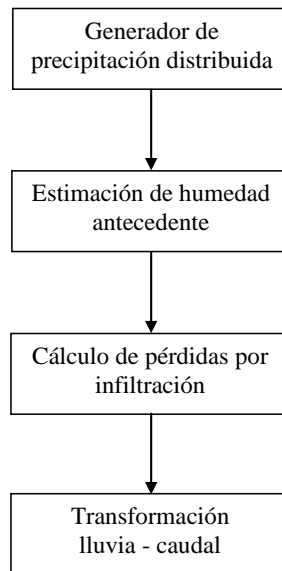 Generador de
precipitación distribuida
Estimación de humedad
antecedente
Cálculo de pérdidas por
infiltración
Transformación
lluvia - caudal